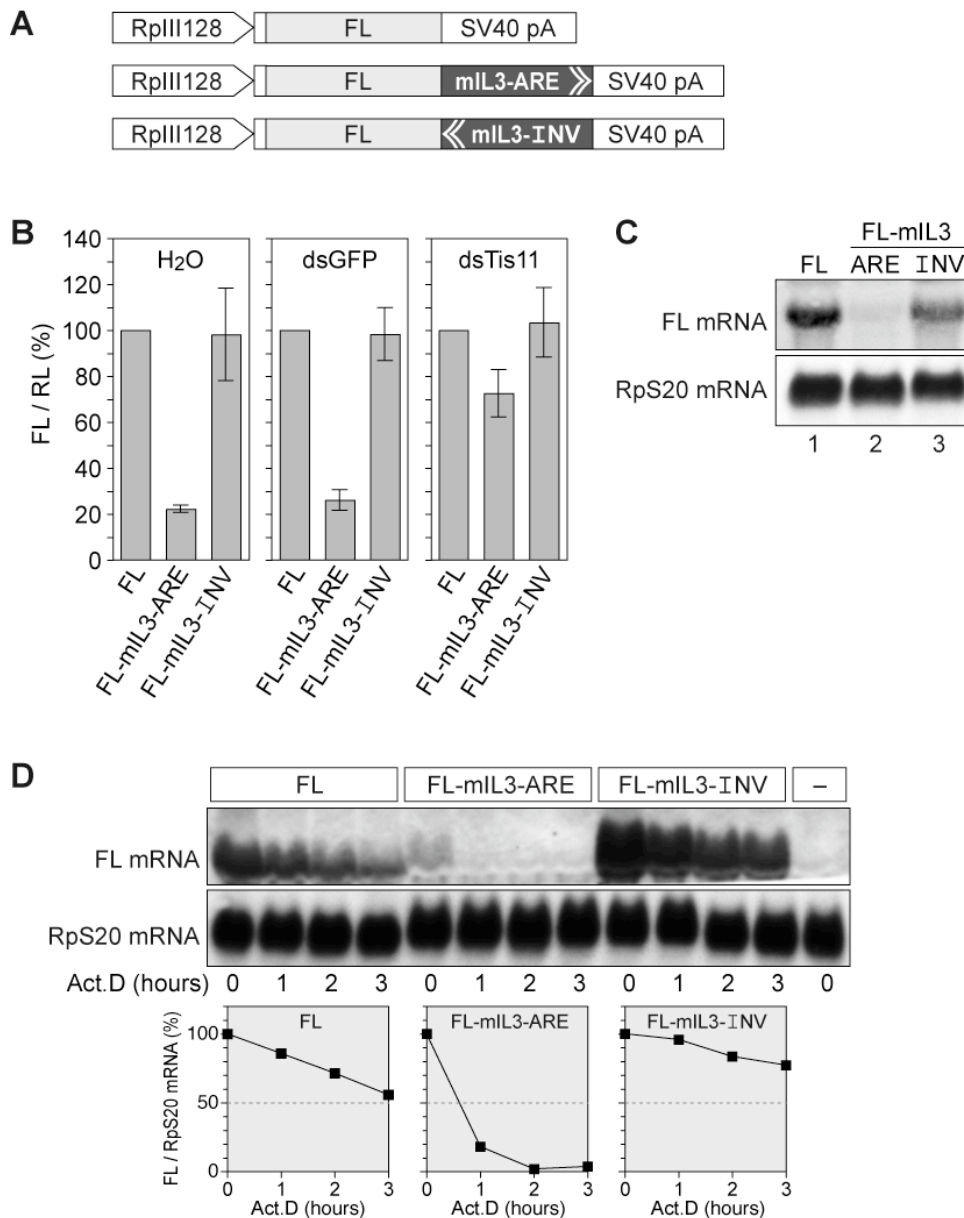 A
RpIII128 FL SV40 pA
RpIII128 FL mIL3-ARE SV40 pA
RpIII128 FL mIL3-INV SV40 pA
B
FL / RL (%)
140
120
100
80
60
40
20
0
H2O
dsGFP
dsTis11
FL
FL-mIL3-ARE
FL-mIL3-INV
FL
FL-mIL3-ARE
FL-mIL3-INV
FL
FL-mIL3-ARE
FL-mIL3-INV
C
FL-mIL3
FL ARE INV
FL mRNA
RpS20 mRNA
1 2 3
D
FL FL-mIL3-ARE FL-mIL3-INV –
FL mRNA
RpS20 mRNA
Act.D (hours) 0 1 2 3 0 1 2 3 0 1 2 3 0
FL / RpS20 mRNA (%)
100
50
0
FL
0 1 2 3
Act.D (hours)
FL-mIL3-ARE
0 1 2 3
Act.D (hours)
FL-mIL3-INV
0 1 2 3
Act.D (hours)